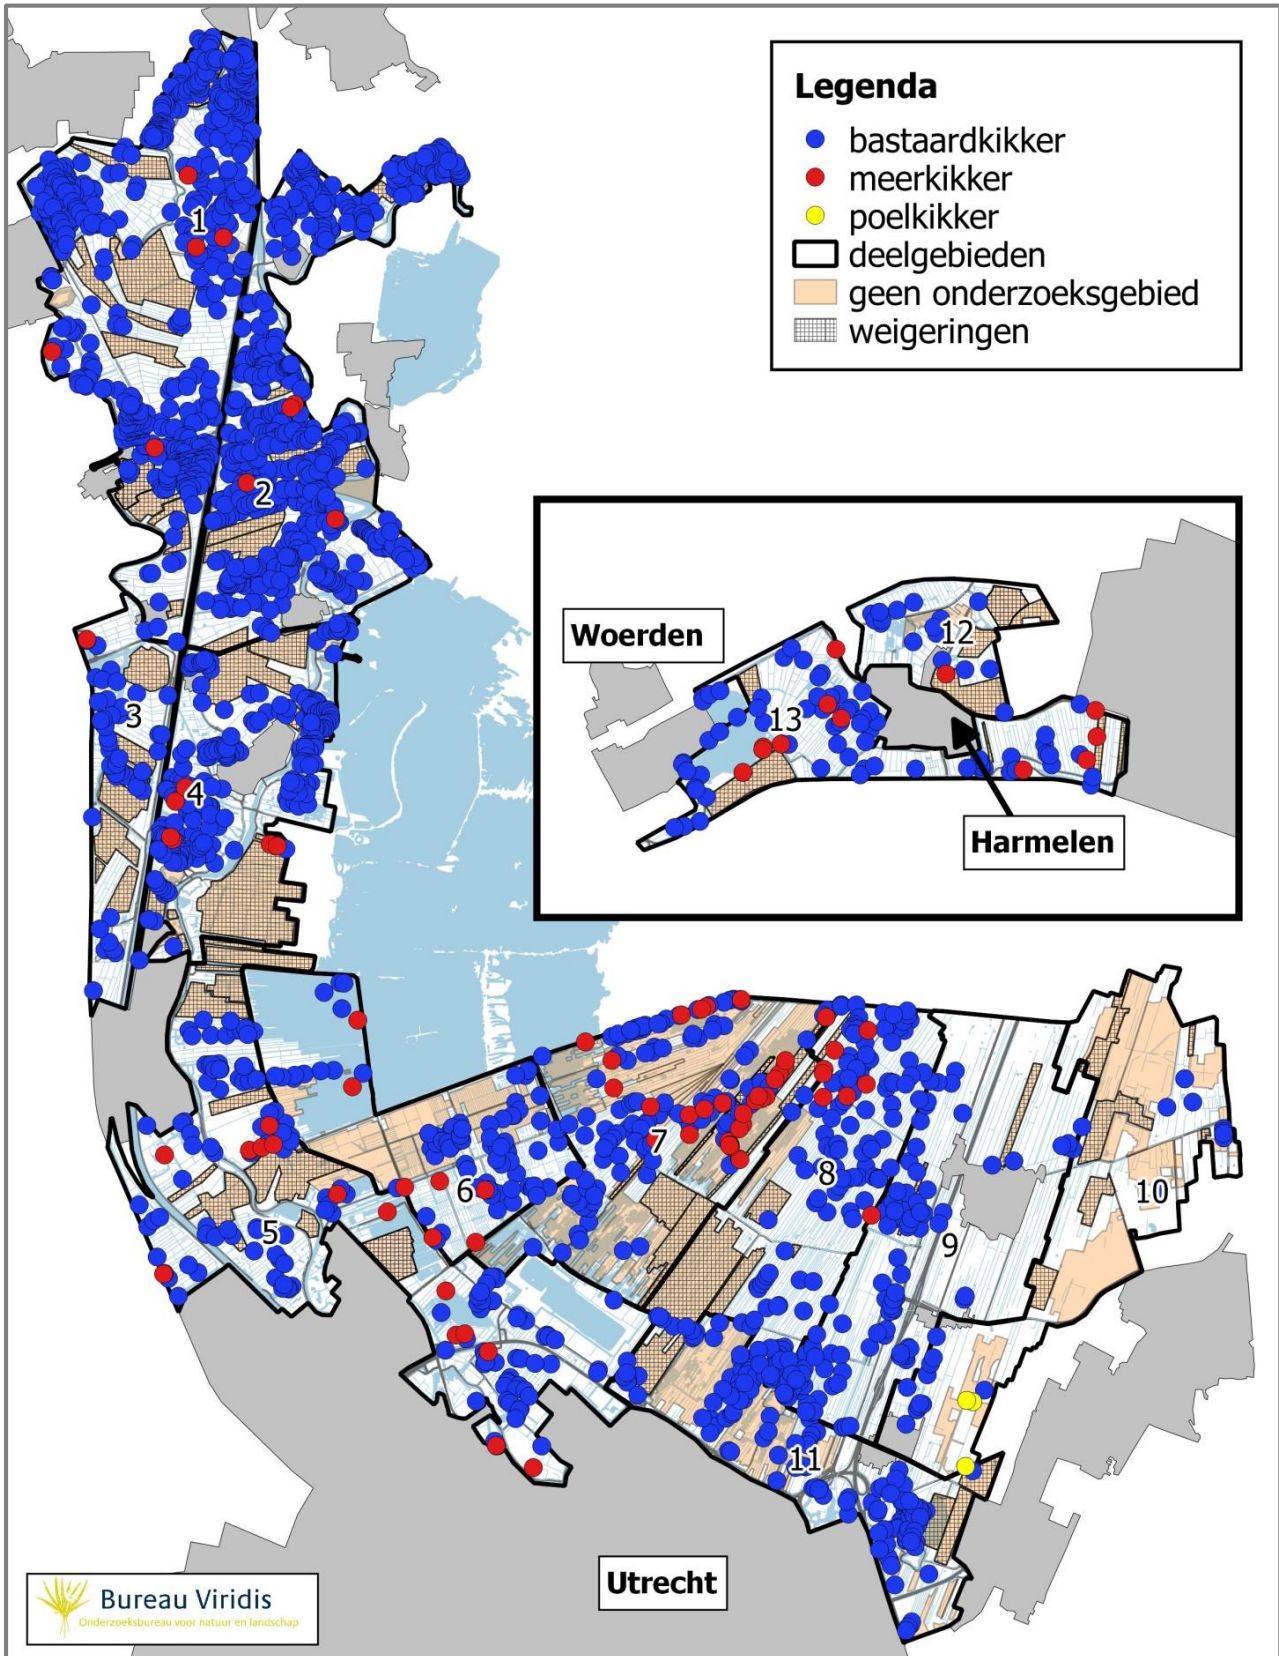 Legenda
bastaardkikker
meerkikker
poelkikker
deelgebieden
geen onderzoeksgebied
weigeringen
1
2
Woerden
12
13
3
4
Harmelen
7
8
6
10
5
9
11
Utrecht
Bureau Viridis
Onderzoeksbureau voor natuur en landschap